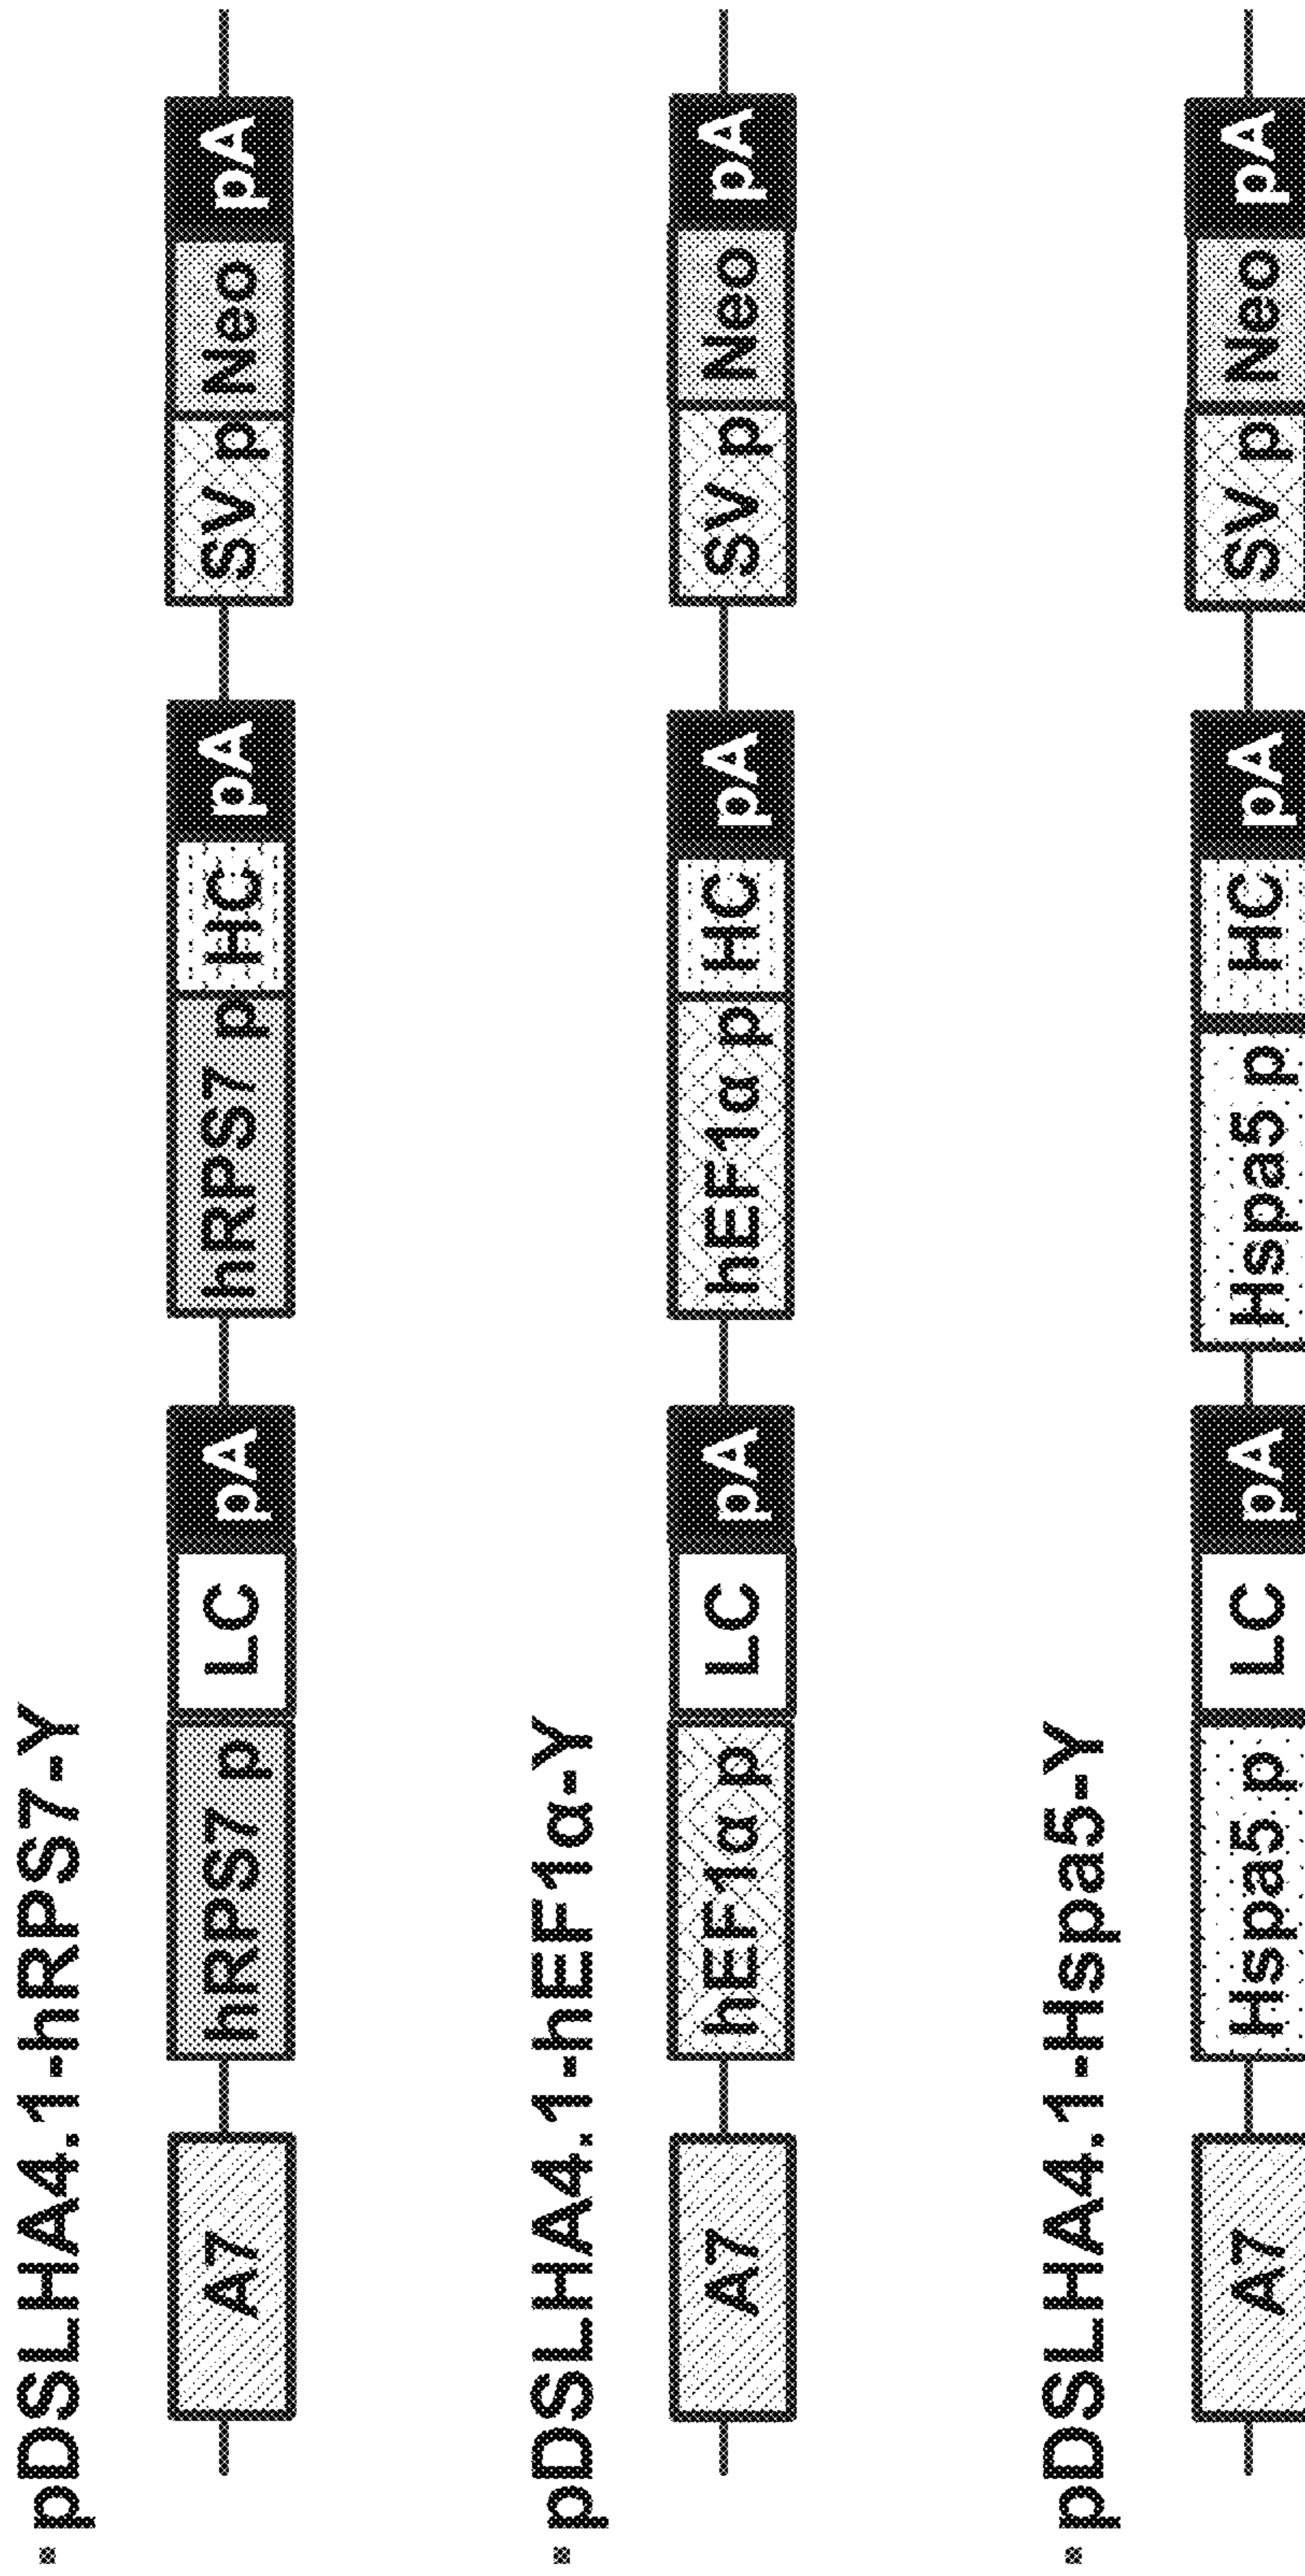 ▪ pDSLHA4.1-hRPS7-Y
A7 hRPS7 p LC pA hRPS7 p HC pA SV p Neo pA
▪ pDSLHA4.1-hEF1α-Y
A7 hEF1α p LC pA hEF1α p HC pA SV p Neo pA
▪ pDSLHA4.1-Hspa5-Y
A7 Hspa5 p LC pA Hspa5 p HC pA SV p Neo pA